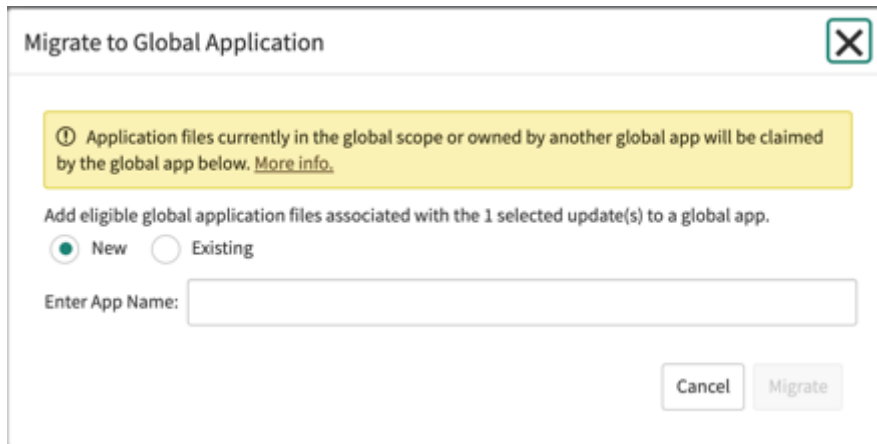 Migrate to Global Application
Application files currently in the global scope or owned by another global app will be claimed
by the global app below. More info.
Add eligible global application files associated with the 1 selected update(s) to a global app.
New Existing
Enter App Name:
Cancel Migrate